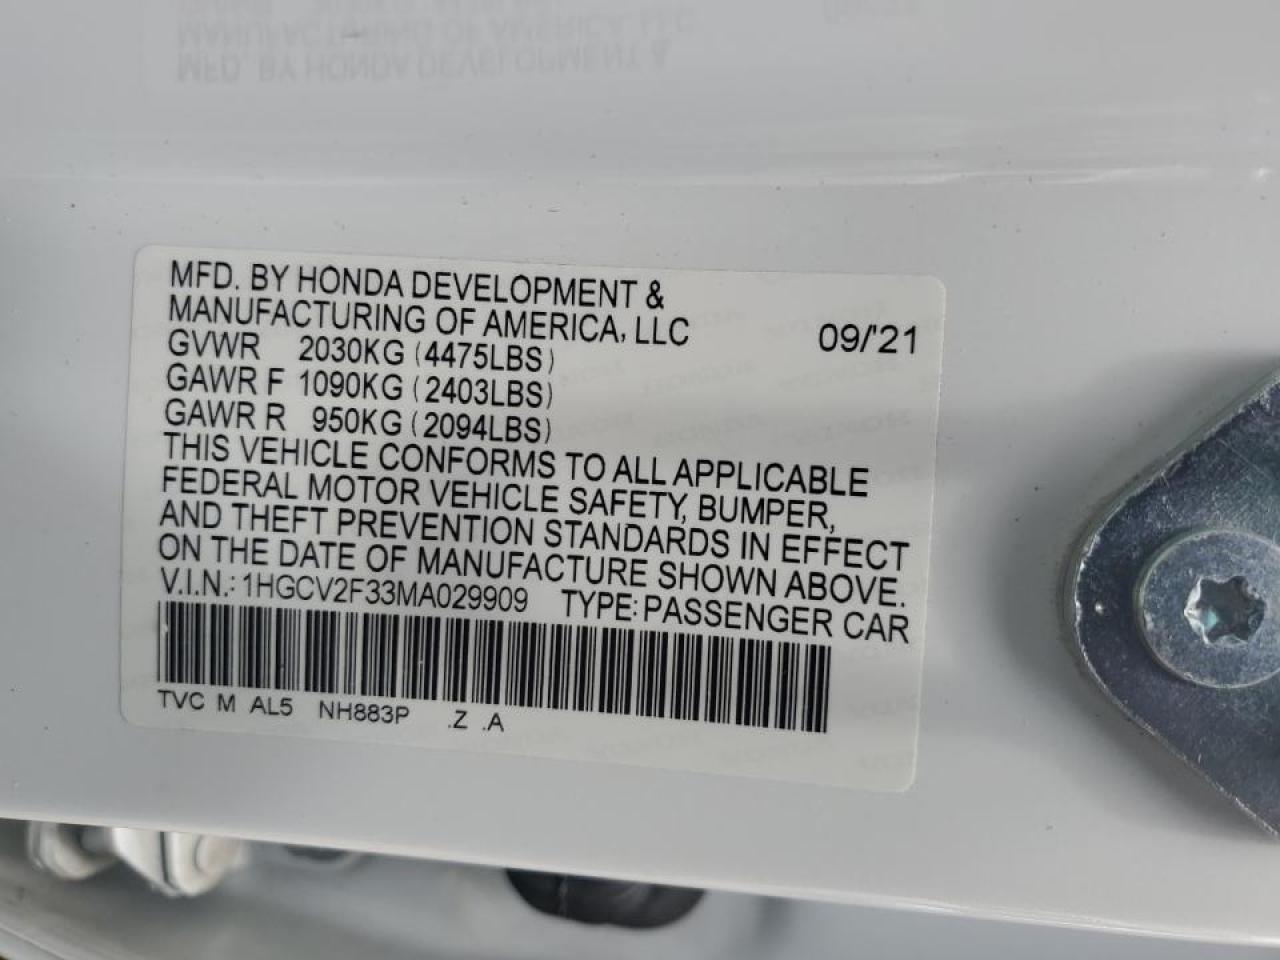 MFD. BY HONDA DEVELOPMENT &
MANUFACTURING OF AMERICA, LLC 09/'21
GVWR 2030KG (4475LBS)
GAWR F 1090KG (2403LBS)
GAWR R 950KG (2094LBS)
THIS VEHICLE CONFORMS TO ALL APPLICABLE
FEDERAL MOTOR VEHICLE SAFETY, BUMPER,
AND THEFT PREVENTION STANDARDS IN EFFECT
ON THE DATE OF MANUFACTURE SHOWN ABOVE.
V.I.N.: 1HGCV2F33MA029909 TYPE: PASSENGER CAR
TVC M AL5 NH883P .Z .A